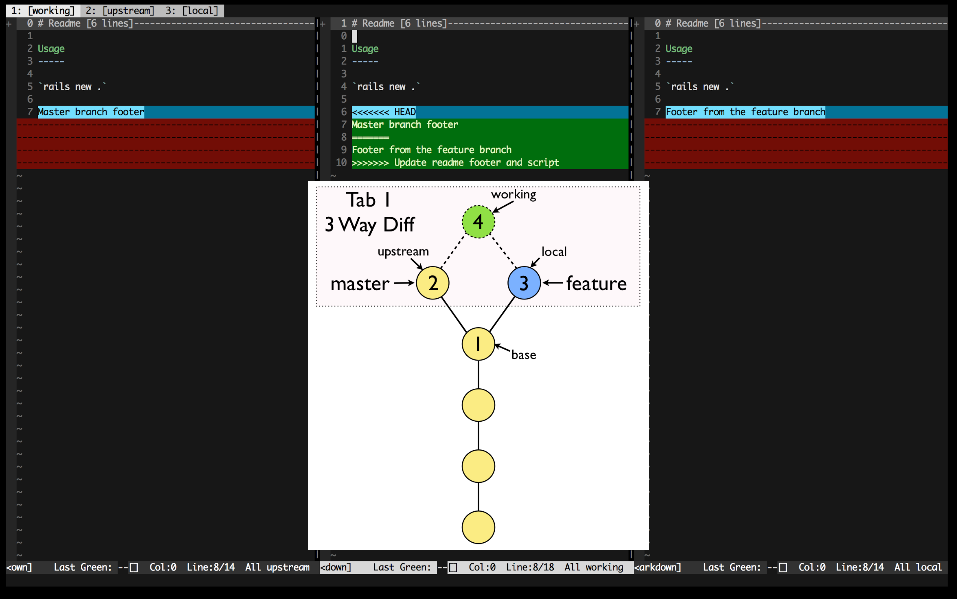 1: [working] 2: [upstream] 3: [local]
+ 0 # Readme [6 lines]
1
2 Usage
3 -----
4
5 `rails new .`
6
7 Master branch footer
+ 1 # Readme [6 lines]
0
1 Usage
2 -----
3
4 `rails new .`
5
6 <<<<<<< HEAD
7 Master branch footer
8 =======
9 Footer from the feature branch
10 >>>>>>> Update readme footer and script
+ 0 # Readme [6 lines]
1
2 Usage
3 -----
4
5 `rails new .`
6
7 Footer from the feature branch
Tab 1
3 Way Diff
working
4
upstream
local
master
2
3
feature
1
base
<own] Last Green: -- Col:0 Line:8/14 All upstream
<down] Last Green: -- Col:0 Line:8/18 All working
<arkdown] Last Green: -- Col:0 Line:8/14 All local